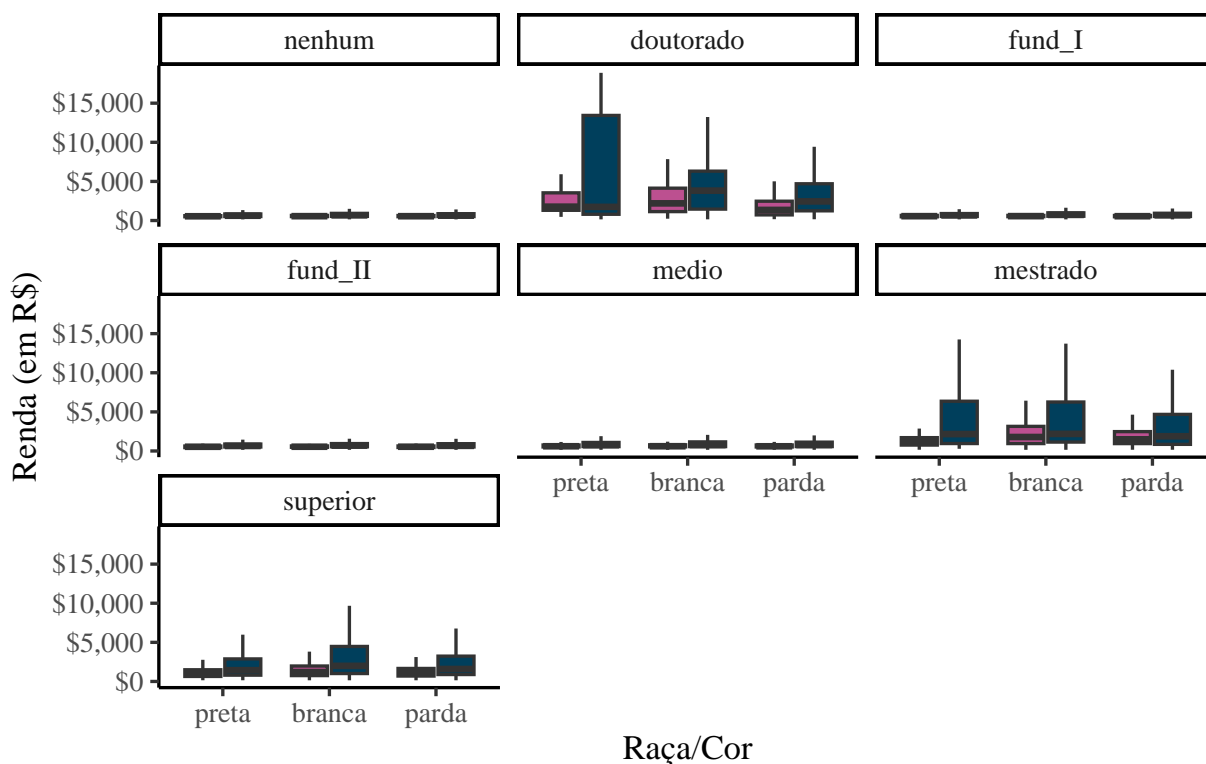 nenhum doutorado fund_I
$15,000
$10,000
$5,000
$0
fund_II medio mestrado
$15,000
$10,000
$5,000
$0
preta branca parda preta branca parda
superior
$15,000
$10,000
$5,000
$0
preta branca parda
Renda (em R$)
Raça/Cor